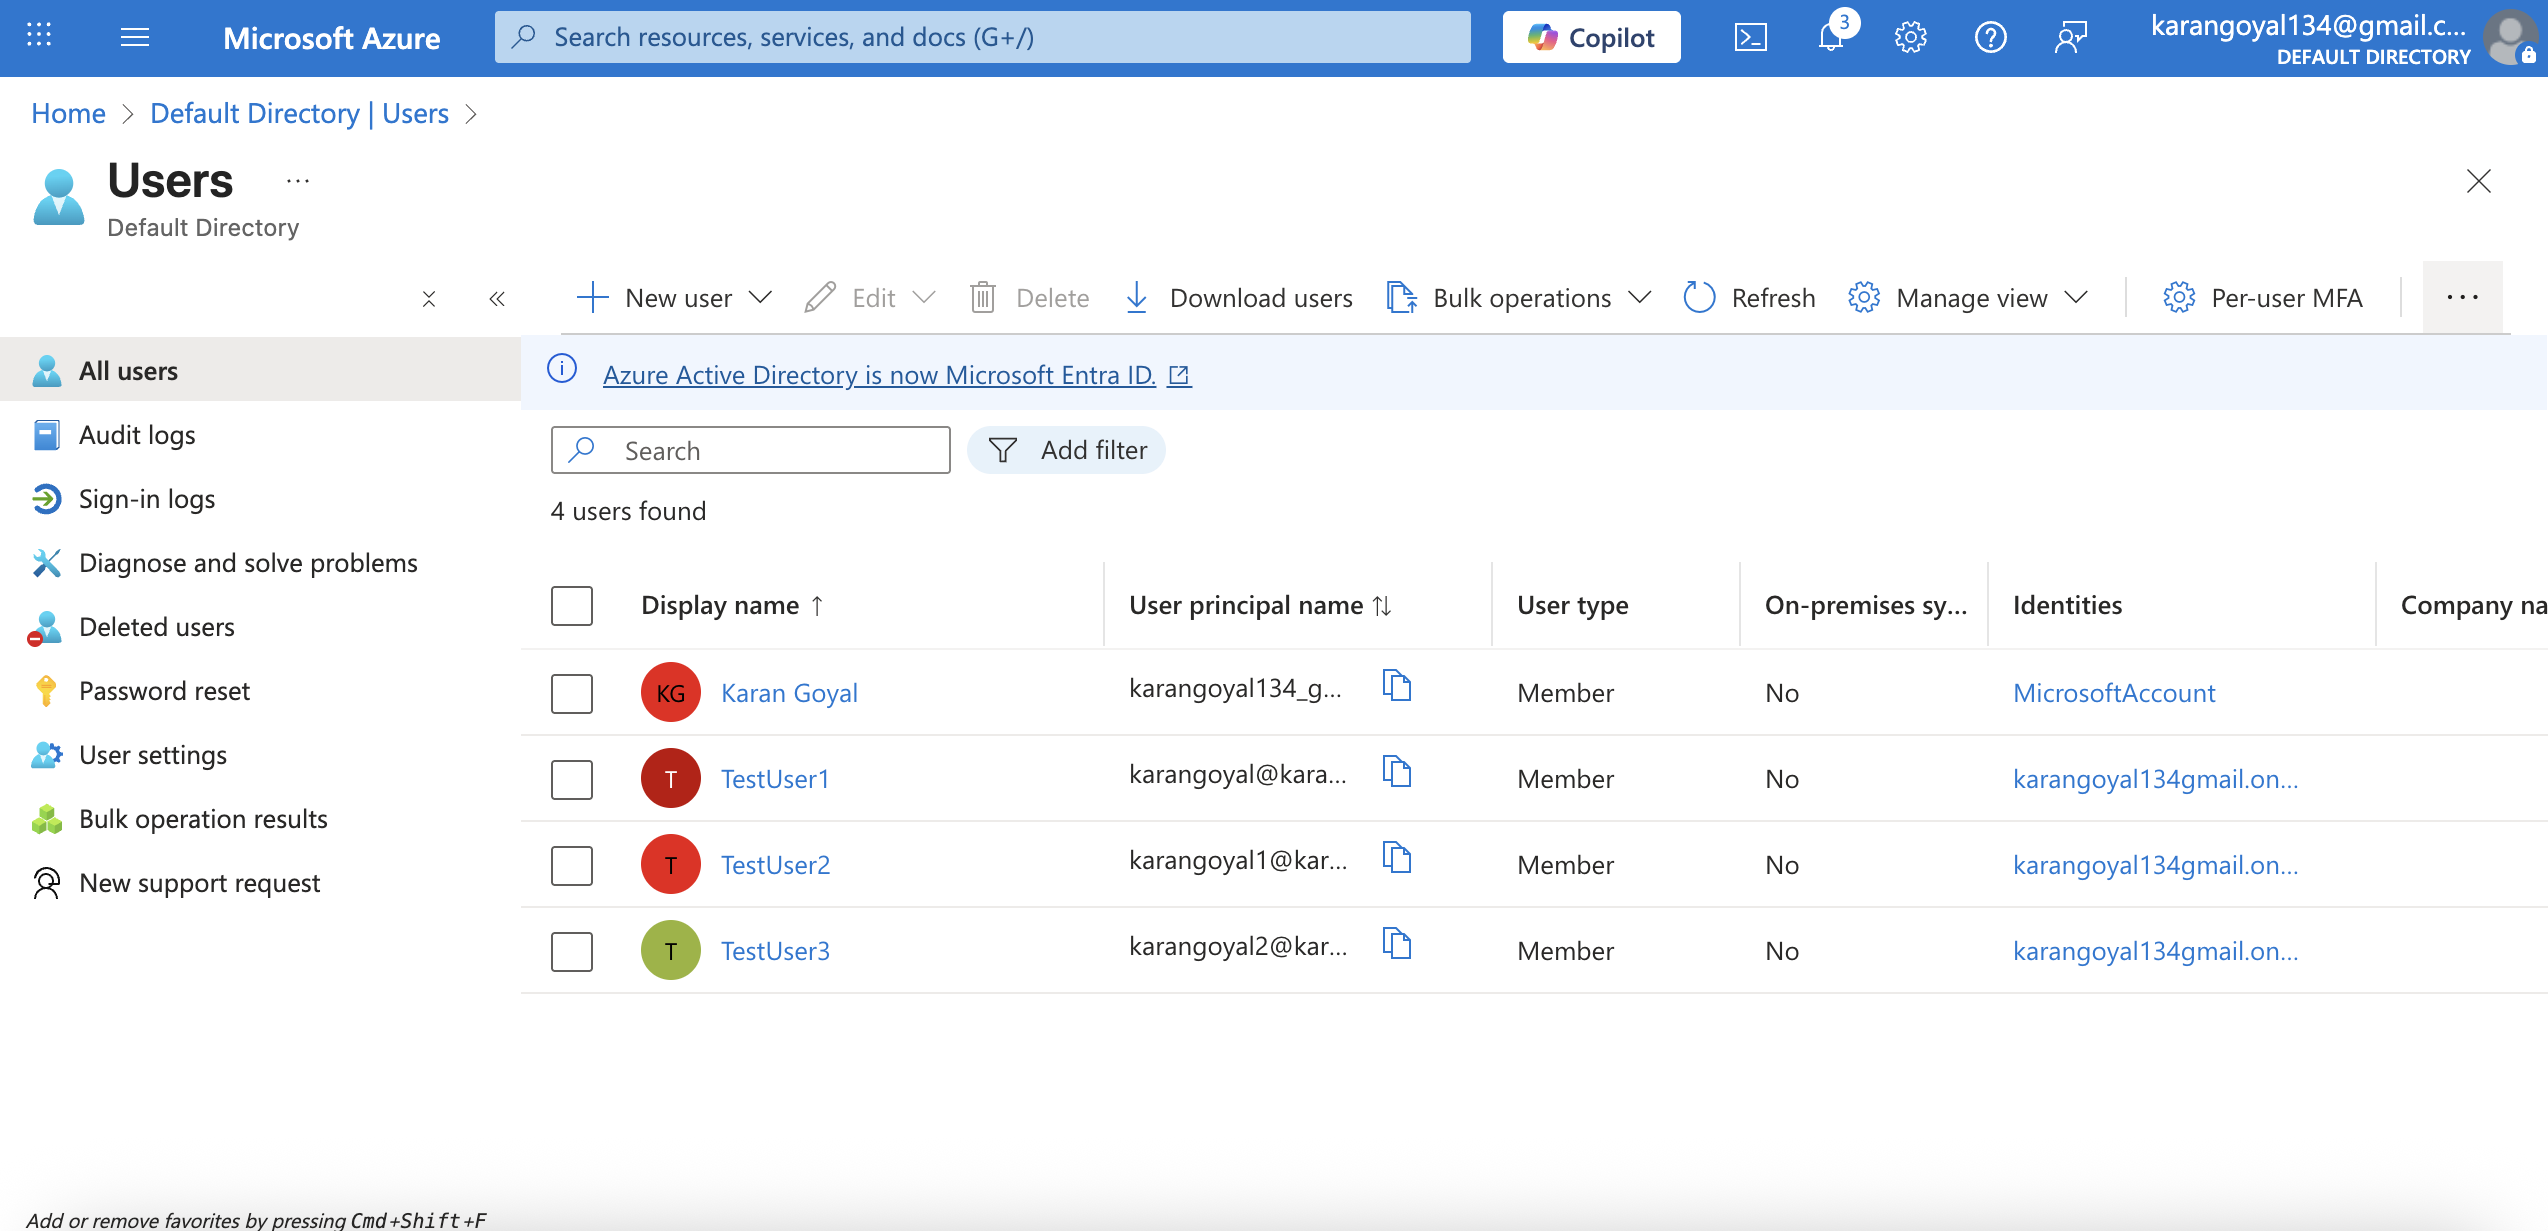 Microsoft Azure
Search resources, services, and docs (G+/)
Copilot
3
karangoyal134@gmail.c...
DEFAULT DIRECTORY
Home > Default Directory | Users >
Users ...
Default Directory
New user
Edit
Delete
Download users
Bulk operations
Refresh
Manage view
Per-user MFA
...
All users
Audit logs
Sign-in logs
Diagnose and solve problems
Deleted users
Password reset
User settings
Bulk operation results
New support request
Azure Active Directory is now Microsoft Entra ID.
Search
Add filter
4 users found
Display name ↑ User principal name ↑↓ User type On-premises sy... Identities Company na
KG Karan Goyal karangoyal134_g... Member No MicrosoftAccount
T TestUser1 karangoyal@kara... Member No karangoyal134gmail.on...
T TestUser2 karangoyal1@kar... Member No karangoyal134gmail.on...
T TestUser3 karangoyal2@kar... Member No karangoyal134gmail.on...
Add or remove favorites by pressing Cmd+Shift+F